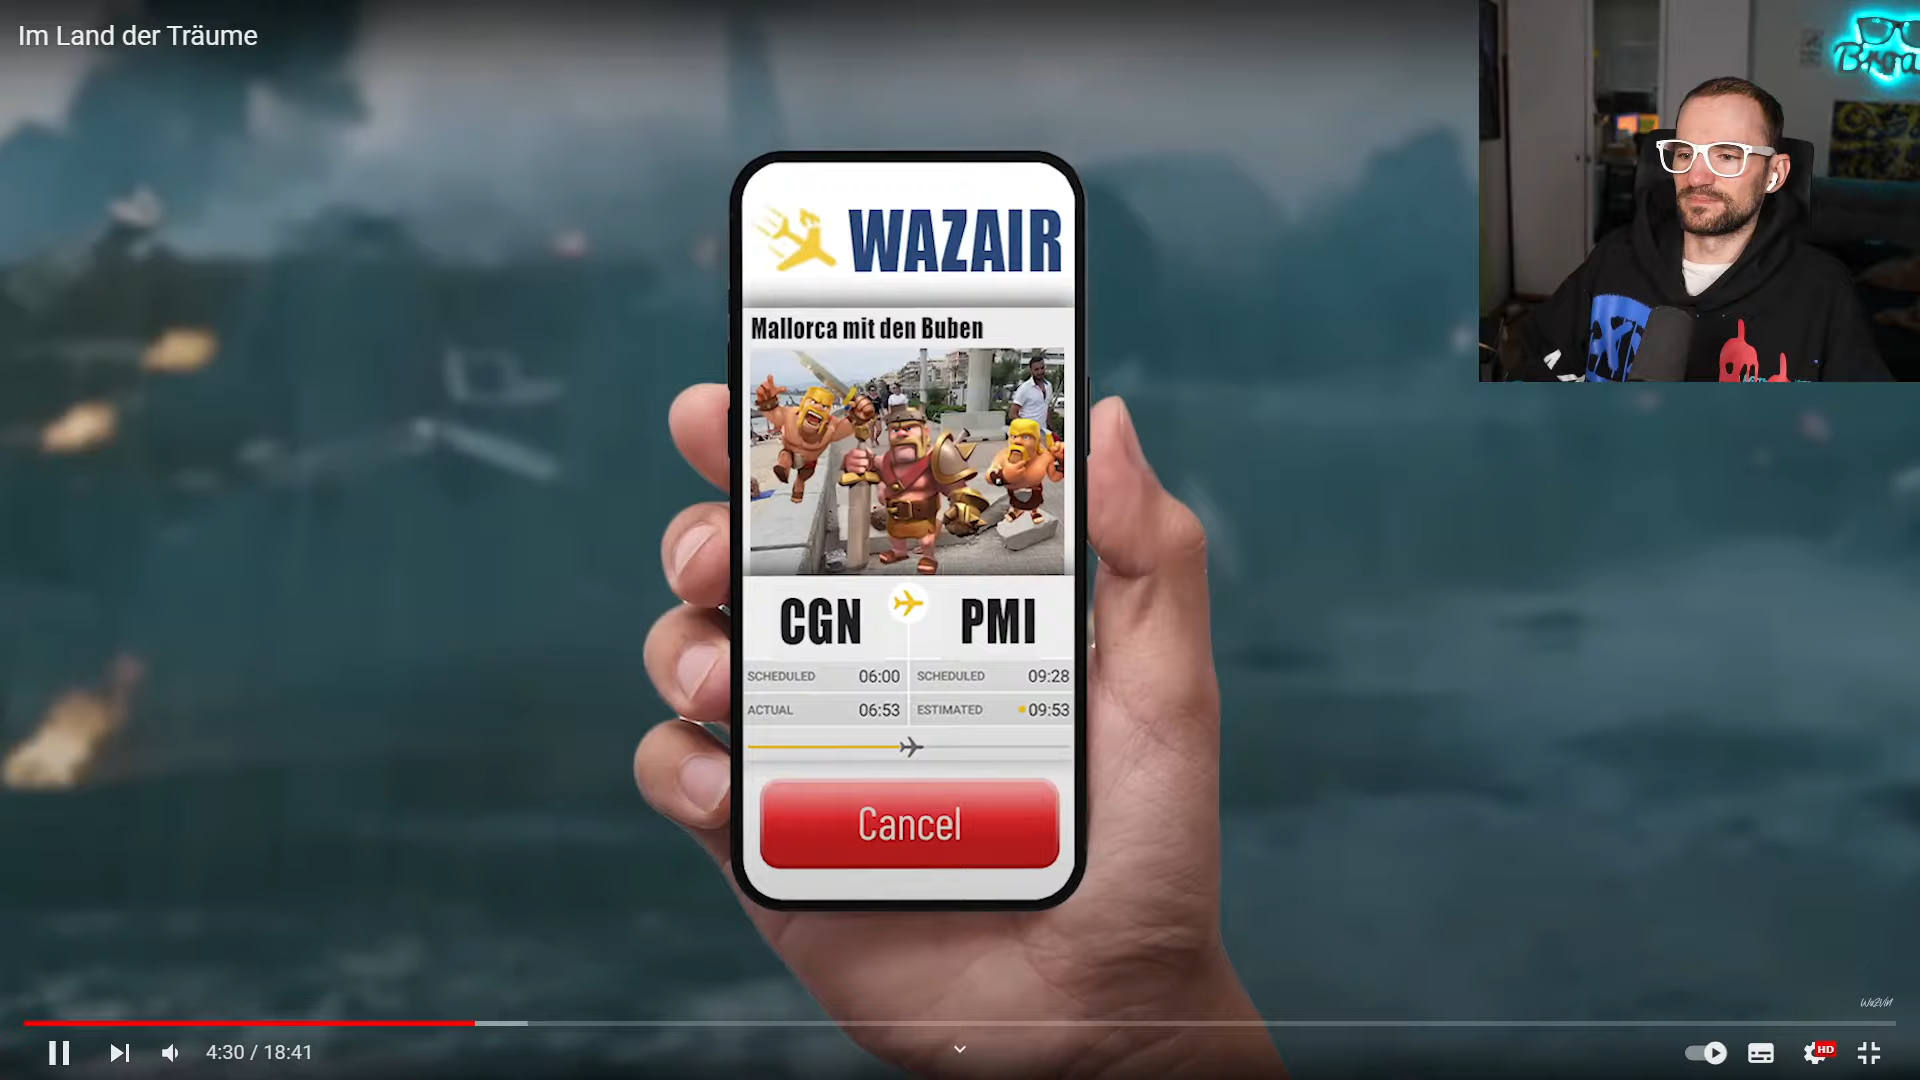 Im Land der Träume
WAZAIR
Mallorca mit den Buben
CGN PMI
SCHEDULED 06:00 SCHEDULED 09:28
ACTUAL 06:53 ESTIMATED 09:53
Cancel
4:30 / 18:41
HD